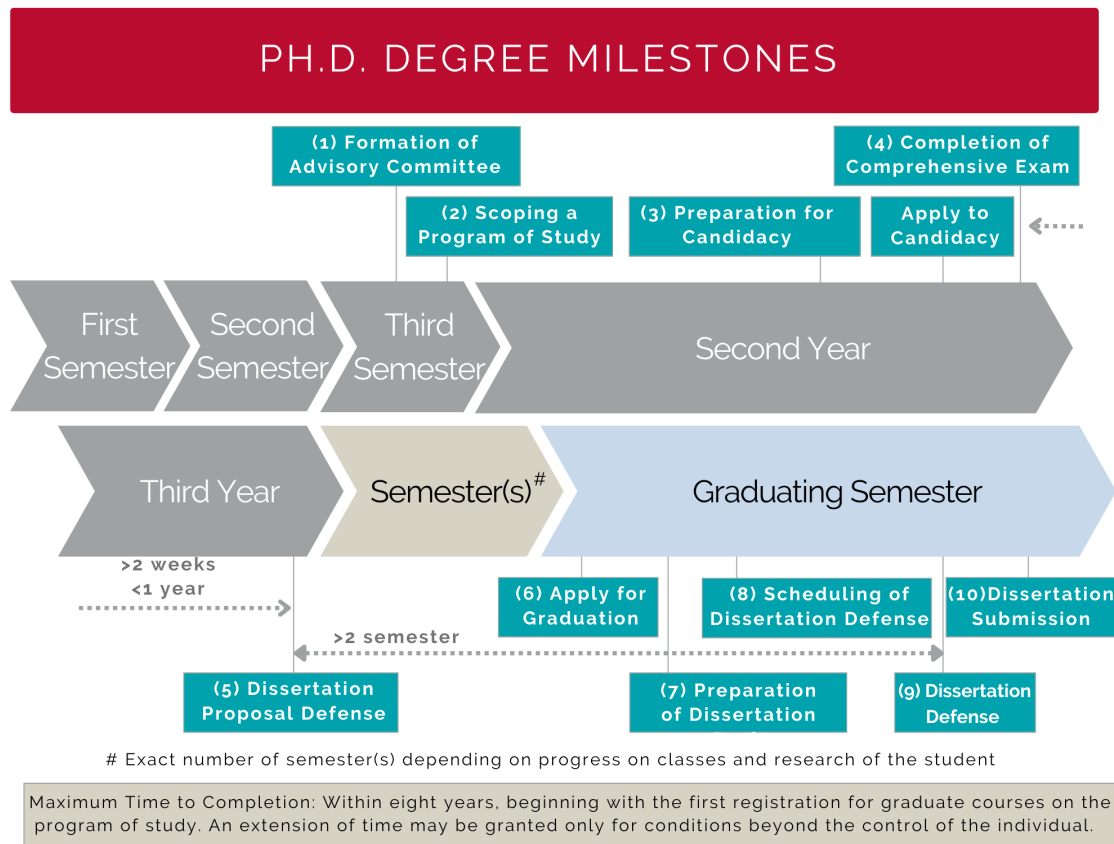 PH.D. DEGREE MILESTONES
(1) Formation of
Advisory Committee
(4) Completion of
Comprehensive Exam
(2) Scoping a
Program of Study
(3) Preparation for
Candidacy
Apply to
Candidacy
First
Semester
Second
Semester
Third
Semester
Second Year
Third Year
Semester(s)#
Graduating Semester
>2 weeks
<1 year
(6) Apply for
Graduation
(8) Scheduling of
Dissertation Defense
(10)Dissertation
Submission
>2 semester
(5) Dissertation
Proposal Defense
(7) Preparation
of Dissertation
(9) Dissertation
Defense
# Exact number of semester(s) depending on progress on classes and research of the student
Maximum Time to Completion: Within eight years, beginning with the first registration for graduate courses on the
program of study. An extension of time may be granted only for conditions beyond the control of the individual.